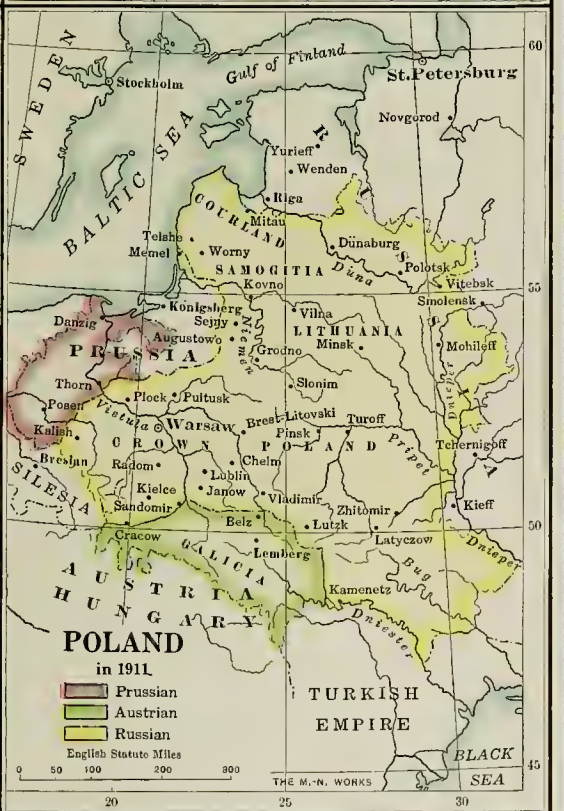 60
SWEDEN
Stockholm
Gulf of Finland
St. Petersburg
Novgorod
BALTIC SEA
RUSSIA
Yurieff
Wenden
Riga
COURLAND
Mitau
Telshe
Memel
Worny
Dünaburg
Polotsk
SAMOGITIA
Düna
Vitebsk
55
Kovno
Smolensk
Königsberg
Danzig
Sejny
Vilna
LITHUANIA
Augustowo
Niemen
Minsk
Mohileff
PRUSSIA
Grodno
Dnieper
Thorn
Slonim
Plock
Pultusk
Posen
Vistula
Warsaw
Brest-Litovski
Turoff
Kalish
Pinsk
CROWN POLAND
Pripet
Tchernigoff
Breslau
Radom
Chelm
SILESIA
Lublin
Kielce
Janow
Vladimir
Sandomir
Zhitomir
Kieff
Belz
Lutzk
50
Cracow
Latyczow
Lemberg
GALICIA
Dnieper
Bug
AUSTRIA
HUNGARY
Kamenetz
Dniester
POLAND
in 1911.
Prussian
Austrian
Russian
TURKISH
EMPIRE
English Statute Miles
0 50 100 200 300
THE M.-N. WORKS
BLACK
SEA
45
20 25 30